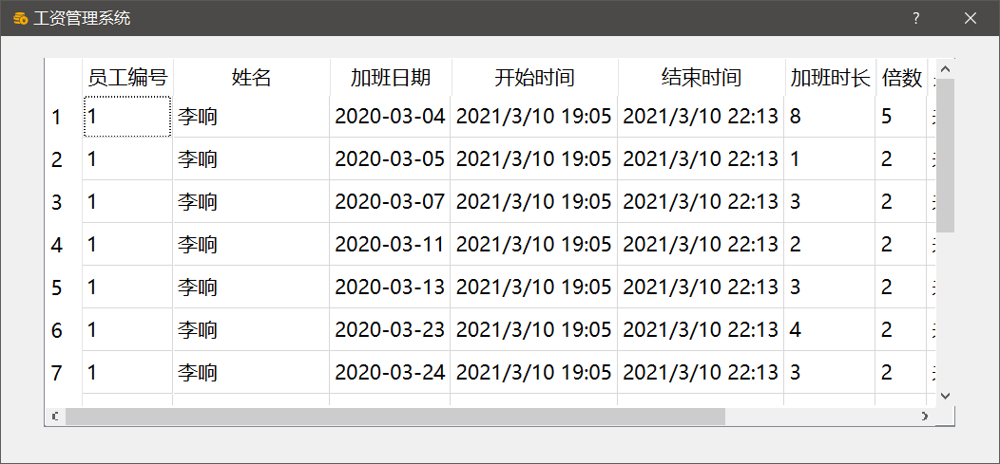 工资管理系统
员工编号 姓名 加班日期 开始时间 结束时间 加班时长 倍数
1 1 李响 2020-03-04 2021/3/10 19:05 2021/3/10 22:13 8 5
2 1 李响 2020-03-05 2021/3/10 19:05 2021/3/10 22:13 1 2
3 1 李响 2020-03-07 2021/3/10 19:05 2021/3/10 22:13 3 2
4 1 李响 2020-03-11 2021/3/10 19:05 2021/3/10 22:13 2 2
5 1 李响 2020-03-13 2021/3/10 19:05 2021/3/10 22:13 3 2
6 1 李响 2020-03-23 2021/3/10 19:05 2021/3/10 22:13 4 2
7 1 李响 2020-03-24 2021/3/10 19:05 2021/3/10 22:13 3 2